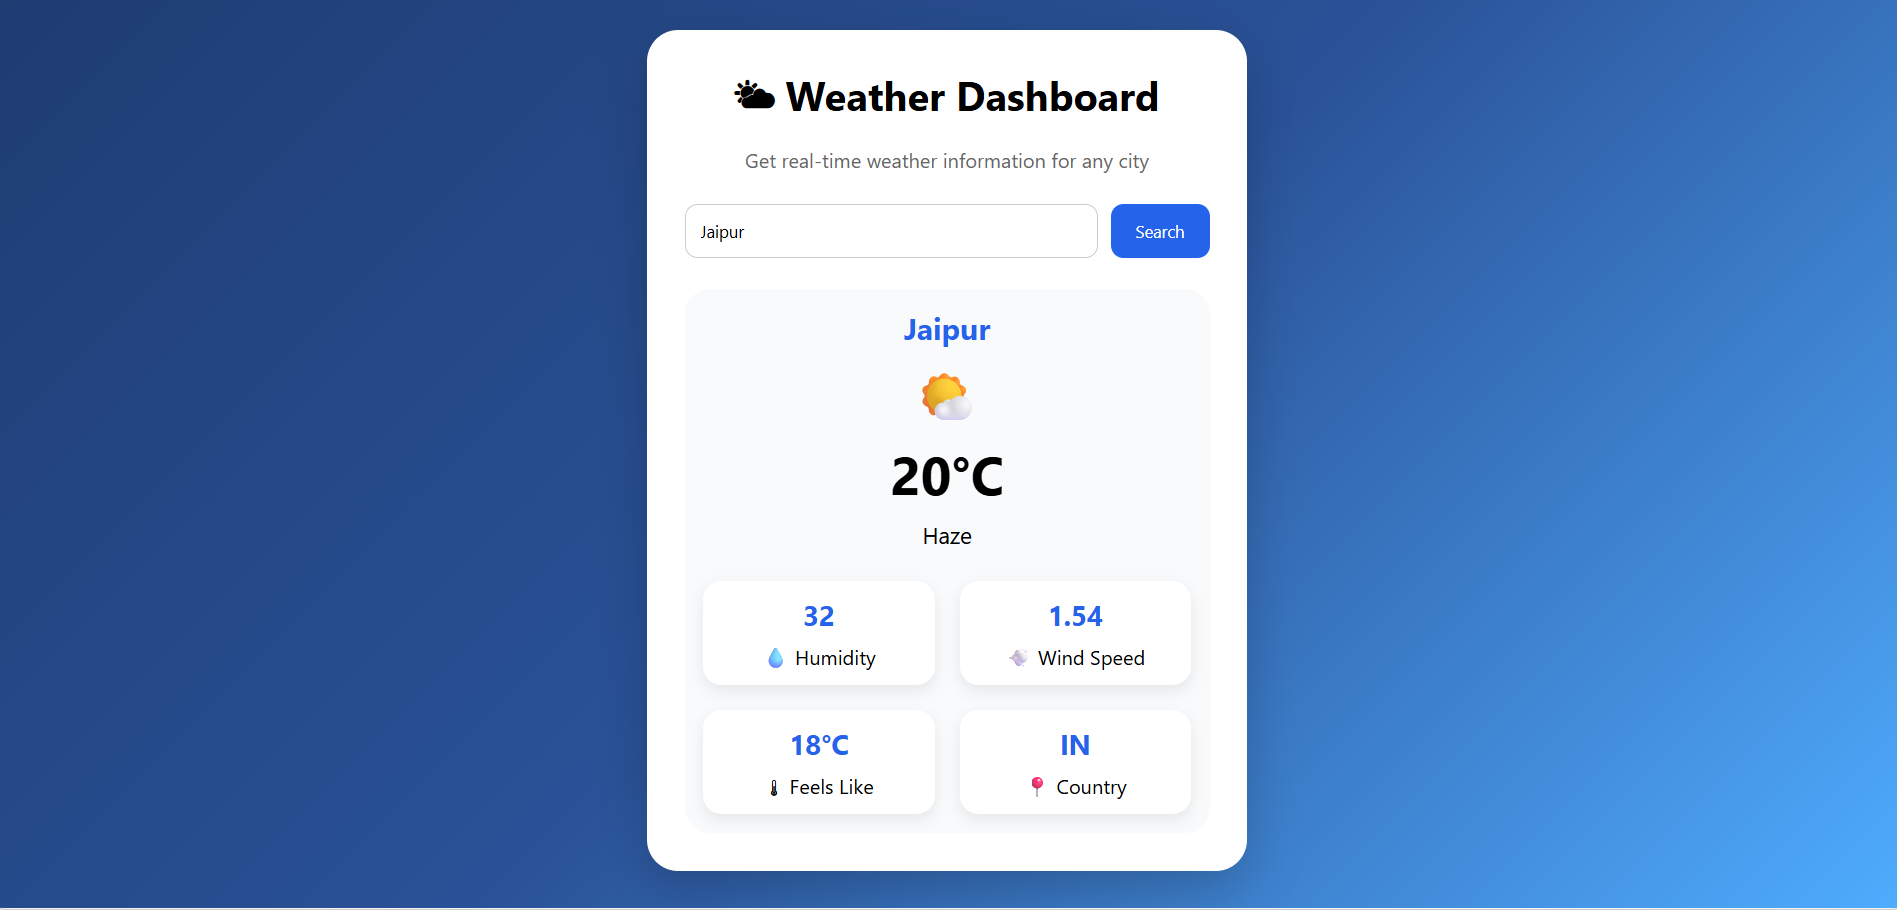 Weather Dashboard
Get real-time weather information for any city
Jaipur
Search
Jaipur
20°C
Haze
32
Humidity
1.54
Wind Speed
18°C
Feels Like
IN
Country